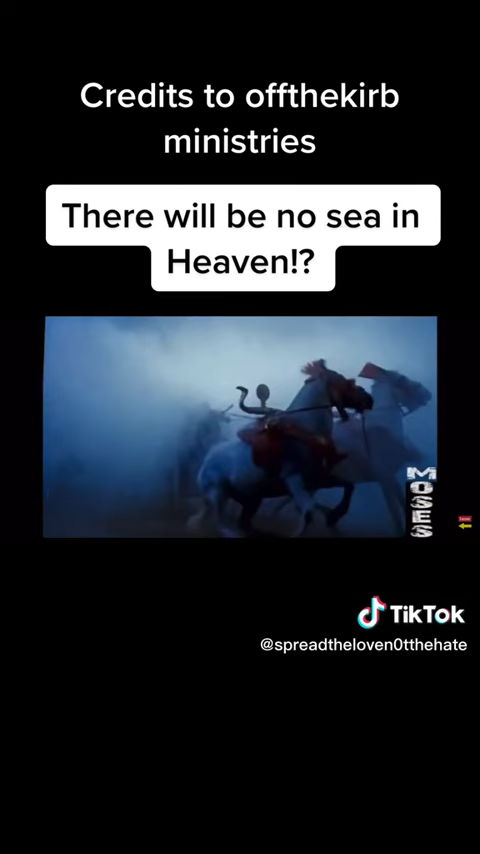 Credits to offthekirb
ministries
There will be no sea in
Heaven!?
MOSES
TikTok
@spreadtheloven0tthehate